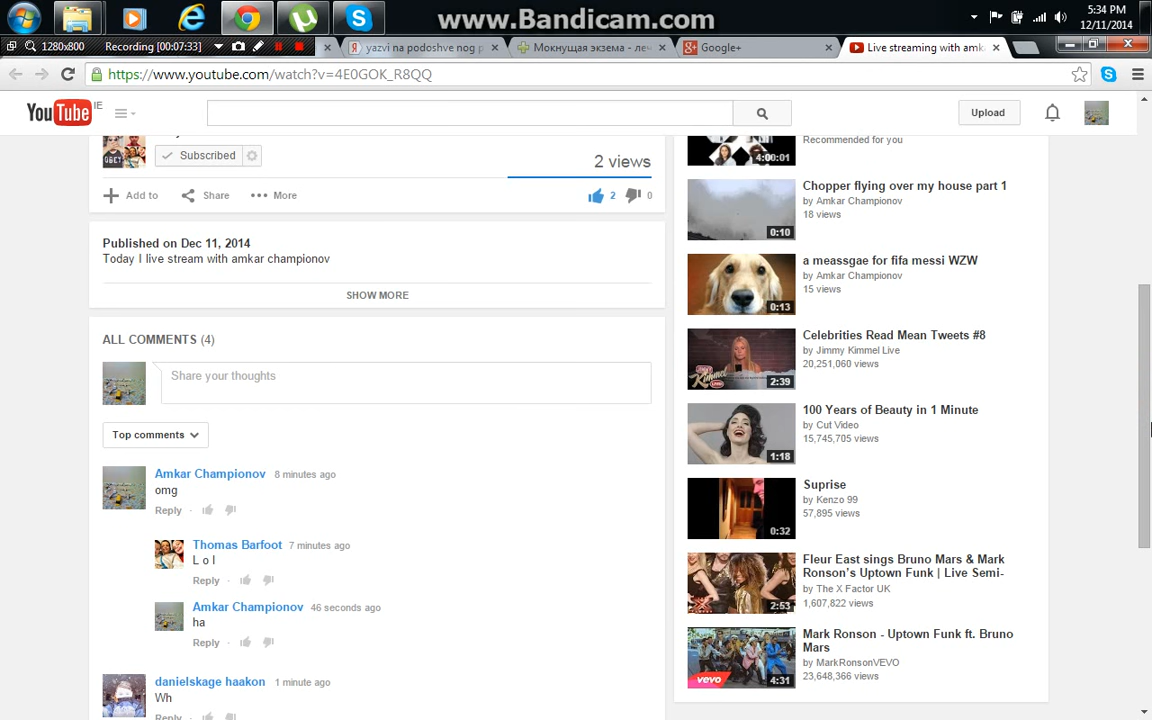 www.Bandicam.com
5:34 PM
12/11/2014
1280x800
Recording [00:07:33]
yazvi na podoshve nog p
Мокнущая экзема - леч
Google+
Live streaming with amk
https://www.youtube.com/watch?v=4E0GOK_R8QQ
YouTube IE
Upload
OBEY
Subscribed
2 views
Add to
Share
More
2
0
Published on Dec 11, 2014
Today I live stream with amkar championov
SHOW MORE
ALL COMMENTS (4)
Share your thoughts
Top comments
Amkar Championov 8 minutes ago
omg
Reply
Thomas Barfoot 7 minutes ago
L o l
Reply
Amkar Championov 46 seconds ago
ha
Reply
danielskage haakon 1 minute ago
Wh
Reply
Recommended for you
4:00:01
Chopper flying over my house part 1
by Amkar Championov
18 views
0:10
a meassgae for fifa messi WZW
by Amkar Championov
15 views
0:13
Celebrities Read Mean Tweets #8
by Jimmy Kimmel Live
20,251,060 views
2:39
100 Years of Beauty in 1 Minute
by Cut Video
15,745,705 views
1:18
Suprise
by Kenzo 99
57,895 views
0:32
Fleur East sings Bruno Mars & Mark
Ronson's Uptown Funk | Live Semi-
by The X Factor UK
1,607,822 views
2:53
Mark Ronson - Uptown Funk ft. Bruno
Mars
by MarkRonsonVEVO
23,648,366 views
vevo
4:31